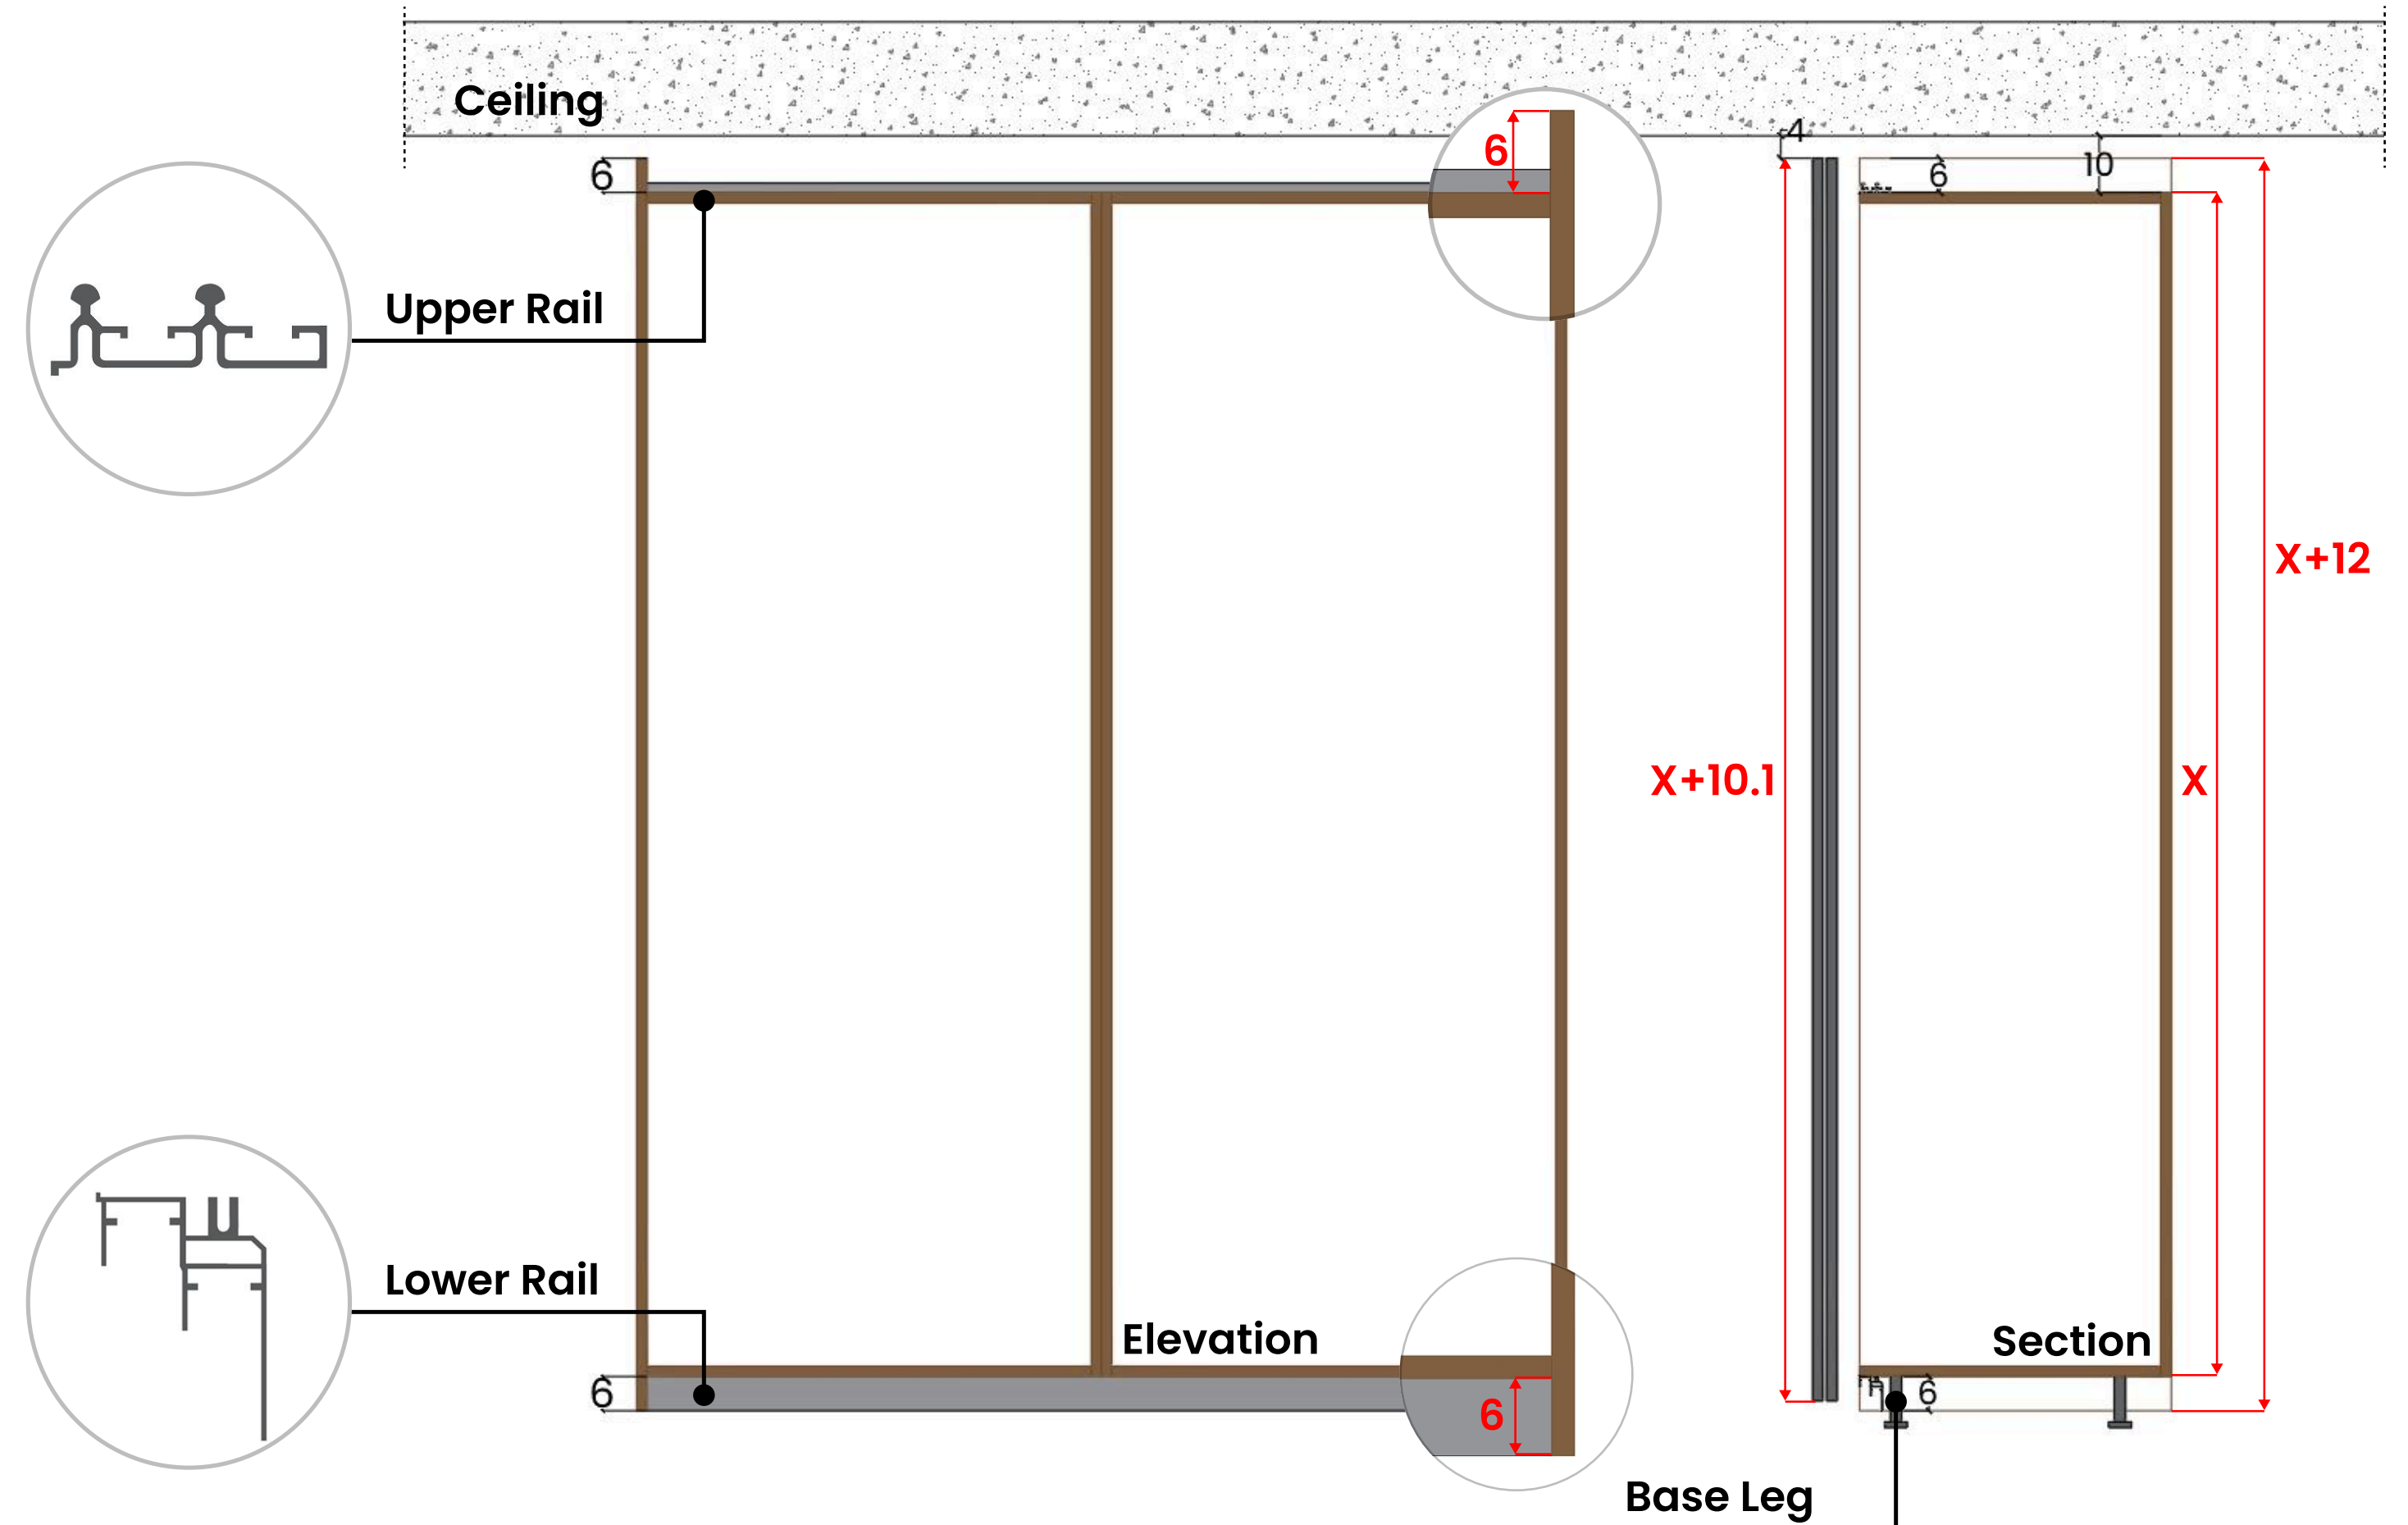 Ceiling
4
6
6
6
10
Upper Rail
X+12
X+10.1
X
Lower Rail
Elevation
Section
6
6
6
Base Leg